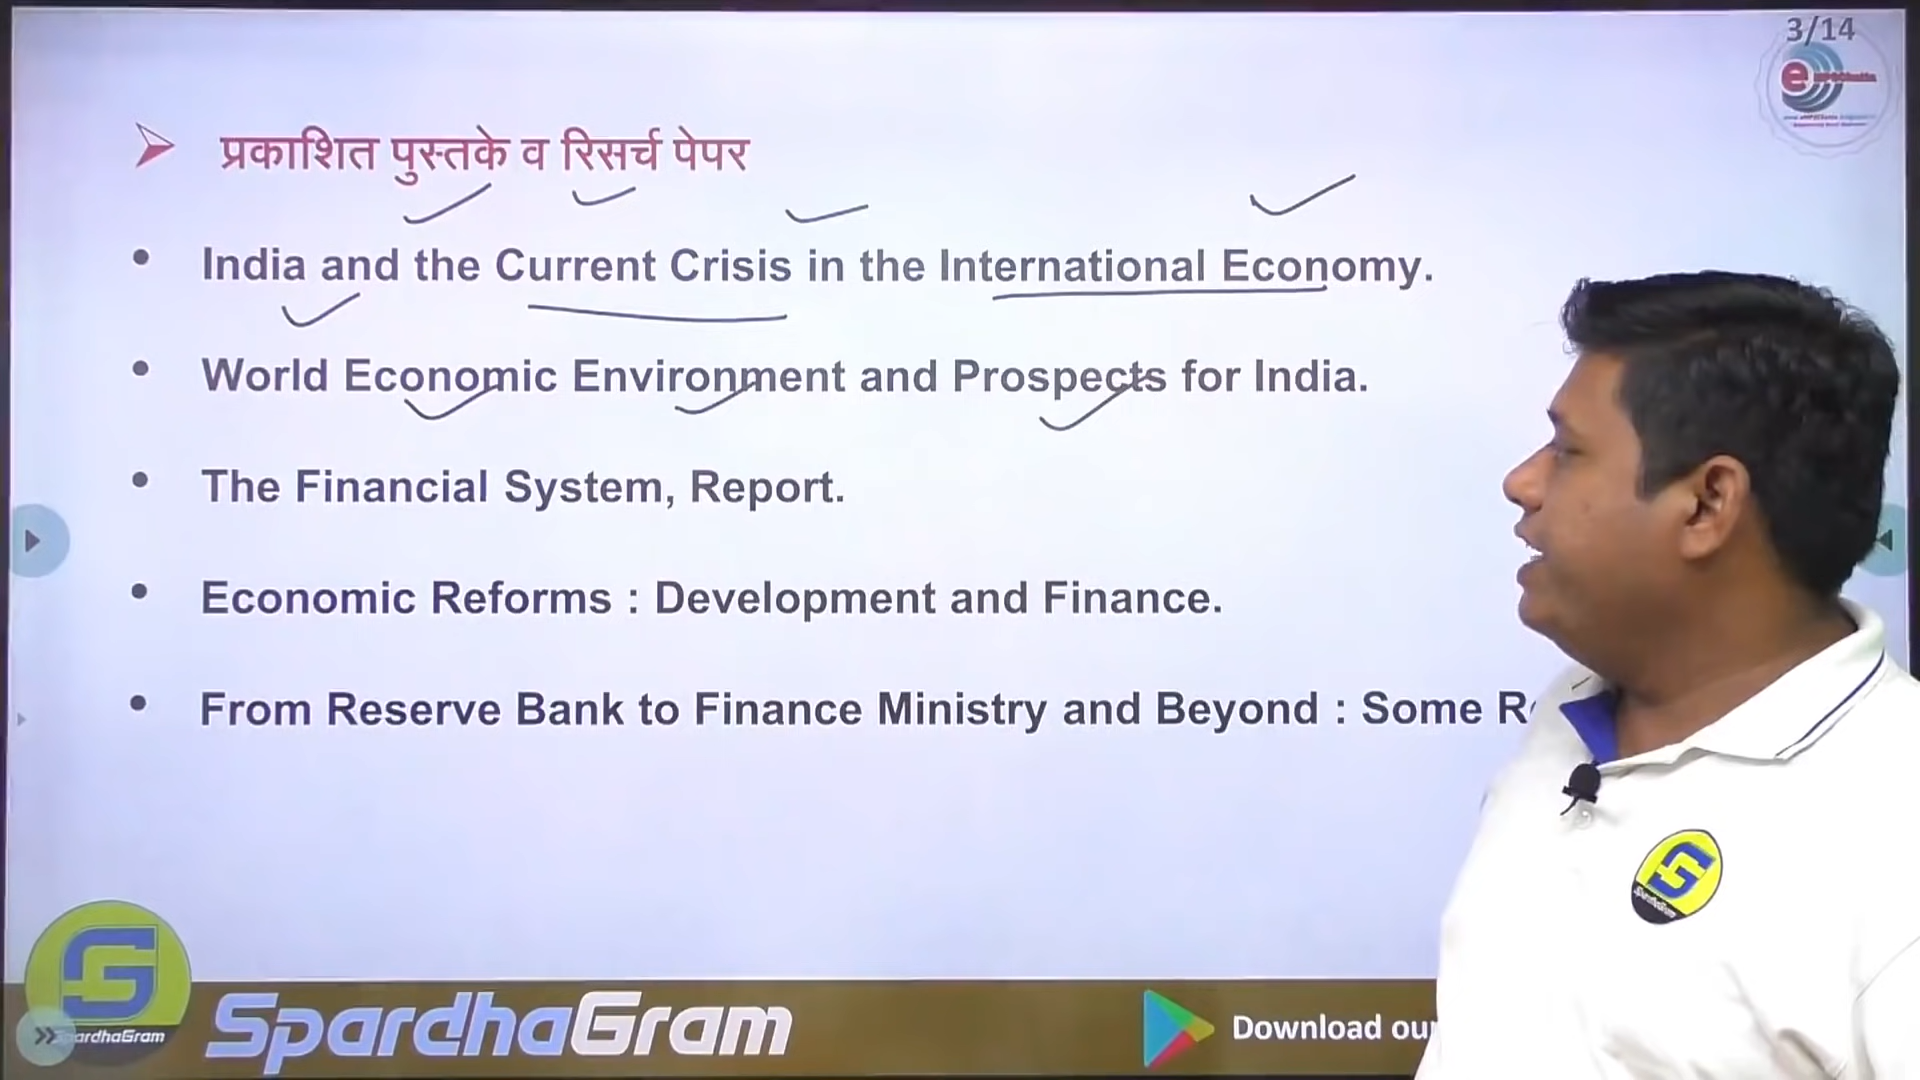 3/14
प्रकाशित पुस्तके व रिसर्च पेपर
• India and the Current Crisis in the International Economy.
• World Economic Environment and Prospects for India.
• The Financial System, Report.
• Economic Reforms : Development and Finance.
• From Reserve Bank to Finance Ministry and Beyond : Some
SpardhaGram
Download our
SpardhaGram